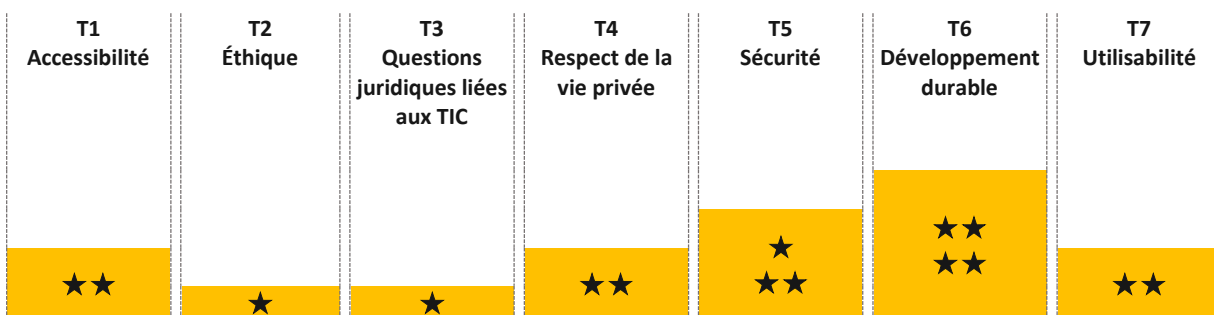 T1
Accessibilité
T2
Éthique
T3
Questions
juridiques liées
aux TIC
T4
Respect de la
vie privée
T5
Sécurité
T6
Développement
durable
T7
Utilisabilité